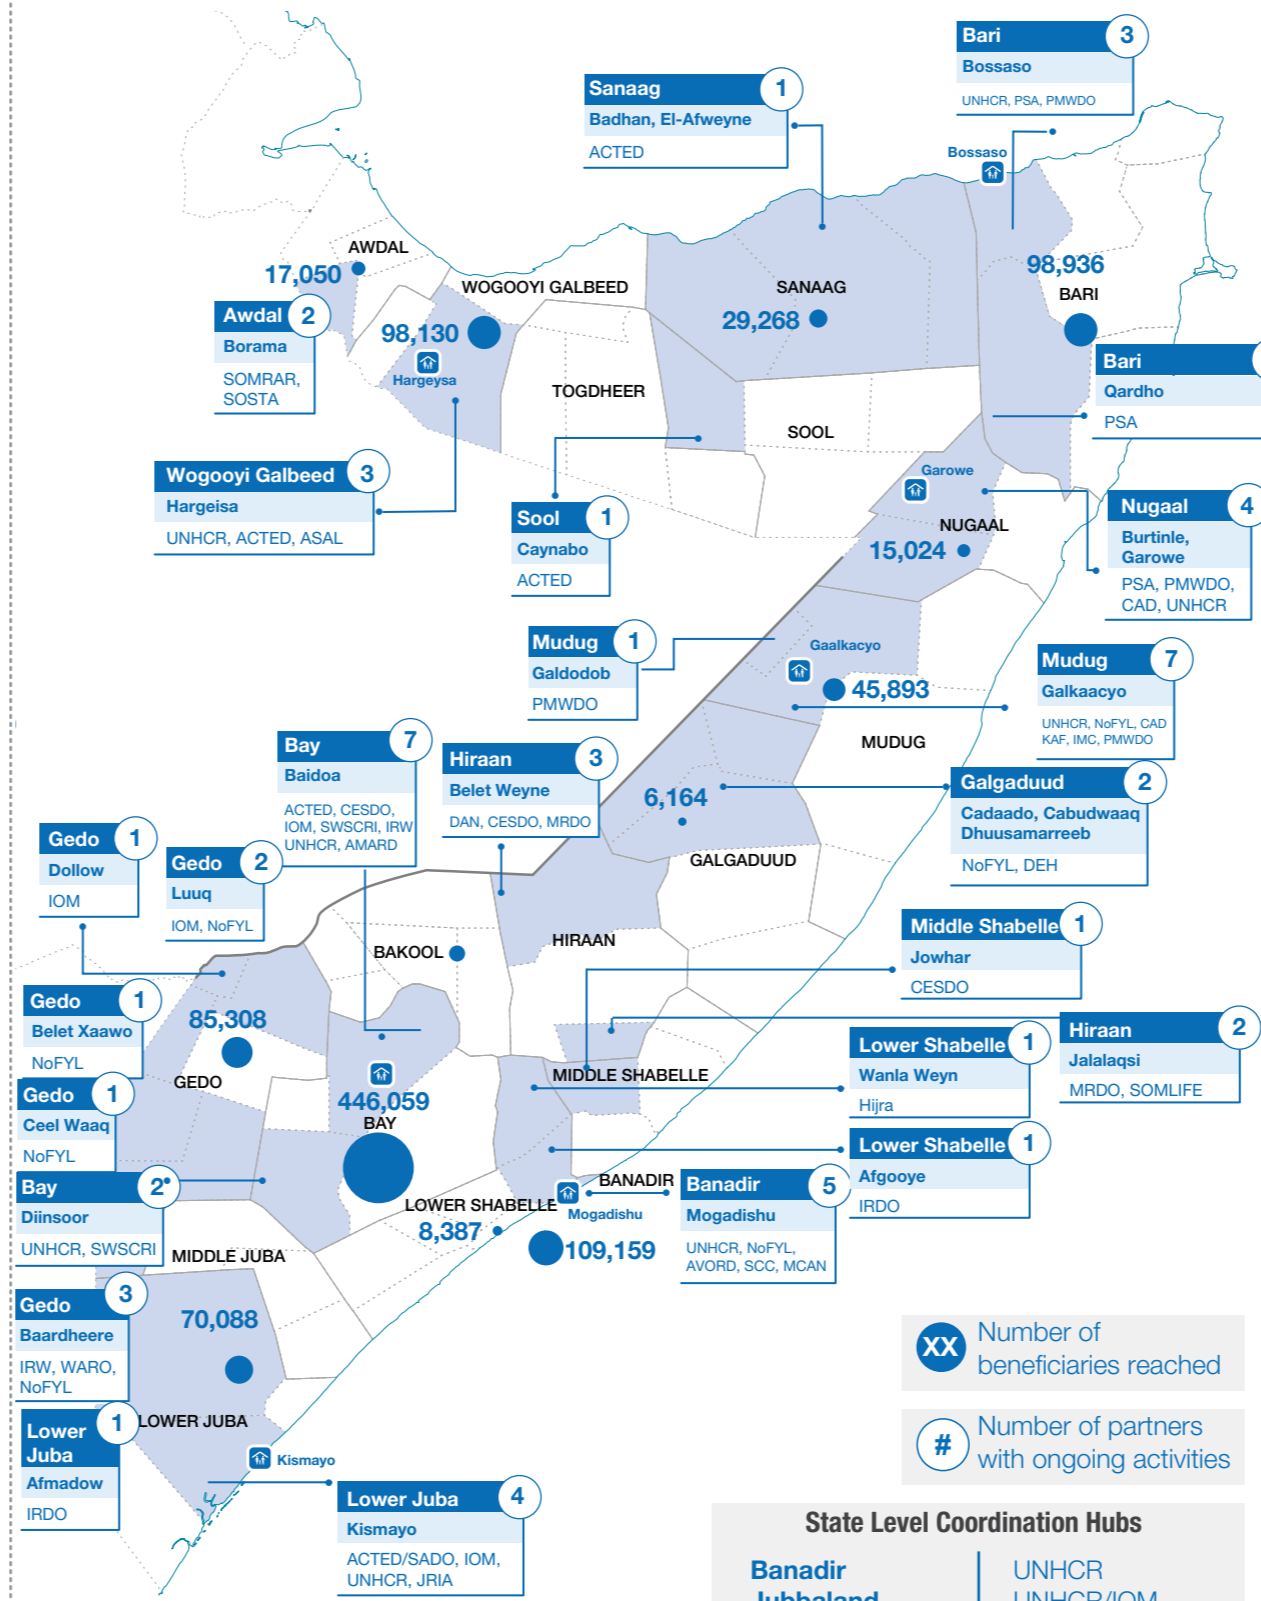 Bari 3
Bossaso
UNHCR, PSA, PMWDO
Sanaag 1
Badhan, El-Afweyne
ACTED
Bossaso
AWDAL
17,050
WOGOOYI GALBEED
SANAAG
29,268
98,936
BARI
Awdal 2
Borama
SOMRAR,
SOSTA
98,130
Hargeysa
TOGDHEER
SOOL
Bari
Qardho
PSA
Wogooyi Galbeed 3
Hargeisa
UNHCR, ACTED, ASAL
Sool 1
Caynabo
ACTED
Garowe
NUGAAL
15,024
Nugaal 4
Burtinle,
Garowe
PSA, PMWDO,
CAD, UNHCR
Mudug 1
Galdodob
PMWDO
Gaalkacyo
45,893
MUDUG
Mudug 7
Galkaacyo
UNHCR, NoFYL, CAD
KAF, IMC, PMWDO
Bay 7
Baidoa
ACTED, CESDO,
IOM, SWSCRI, IRW
UNHCR, AMARD
Hiraan 3
Belet Weyne
DAN, CESDO, MRDO
6,164
GALGADUUD
Galgaduud 2
Cadaado, Cabudwaaq
Dhuusamarreeb
NoFYL, DEH
Gedo 1
Dollow
IOM
Gedo 2
Luuq
IOM, NoFYL
BAKOOL
HIRAAN
Middle Shabelle 1
Jowhar
CESDO
Gedo 1
Belet Xaawo
NoFYL
85,308
GEDO
Hiraan 2
Jalalaqsi
MRDO, SOMLIFE
Lower Shabelle 1
Wanla Weyn
Hijra
MIDDLE SHABELLE
Gedo 1
Ceel Waaq
NoFYL
446,059
BAY
Lower Shabelle 1
Afgooye
IRDO
Bay 2
Diinsoor
UNHCR, SWSCRI
BANADIR
LOWER SHABELLE
8,387
Mogadishu
109,159
Banadir 5
Mogadishu
UNHCR, NoFYL,
AVORD, SCC, MCAN
MIDDLE JUBA
Gedo 3
Baardheere
IRW, WARO,
NoFYL
70,088
LOWER JUBA
Lower
Juba 1
Afmadow
IRDO
Kismayo
Lower Juba 4
Kismayo
ACTED/SADO, IOM,
UNHCR, JRIA
XX Number of
beneficiaries reached
# Number of partners
with ongoing activities
State Level Coordination Hubs
Banadir UNHCR
Jubbaland UNHCR/IOM